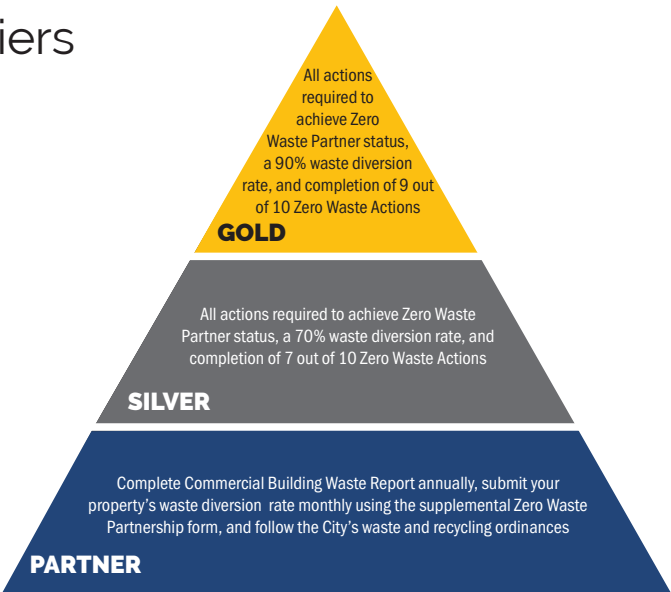 iers
All actions
required to
achieve Zero
Waste Partner status,
a 90% waste diversion
rate, and completion of 9 out
of 10 Zero Waste Actions
GOLD
All actions required to achieve Zero Waste
Partner status, a 70% waste diversion rate, and
completion of 7 out of 10 Zero Waste Actions
SILVER
Complete Commercial Building Waste Report annually, submit your
property's waste diversion rate monthly using the supplemental Zero Waste
Partnership form, and follow the City's waste and recycling ordinances
PARTNER